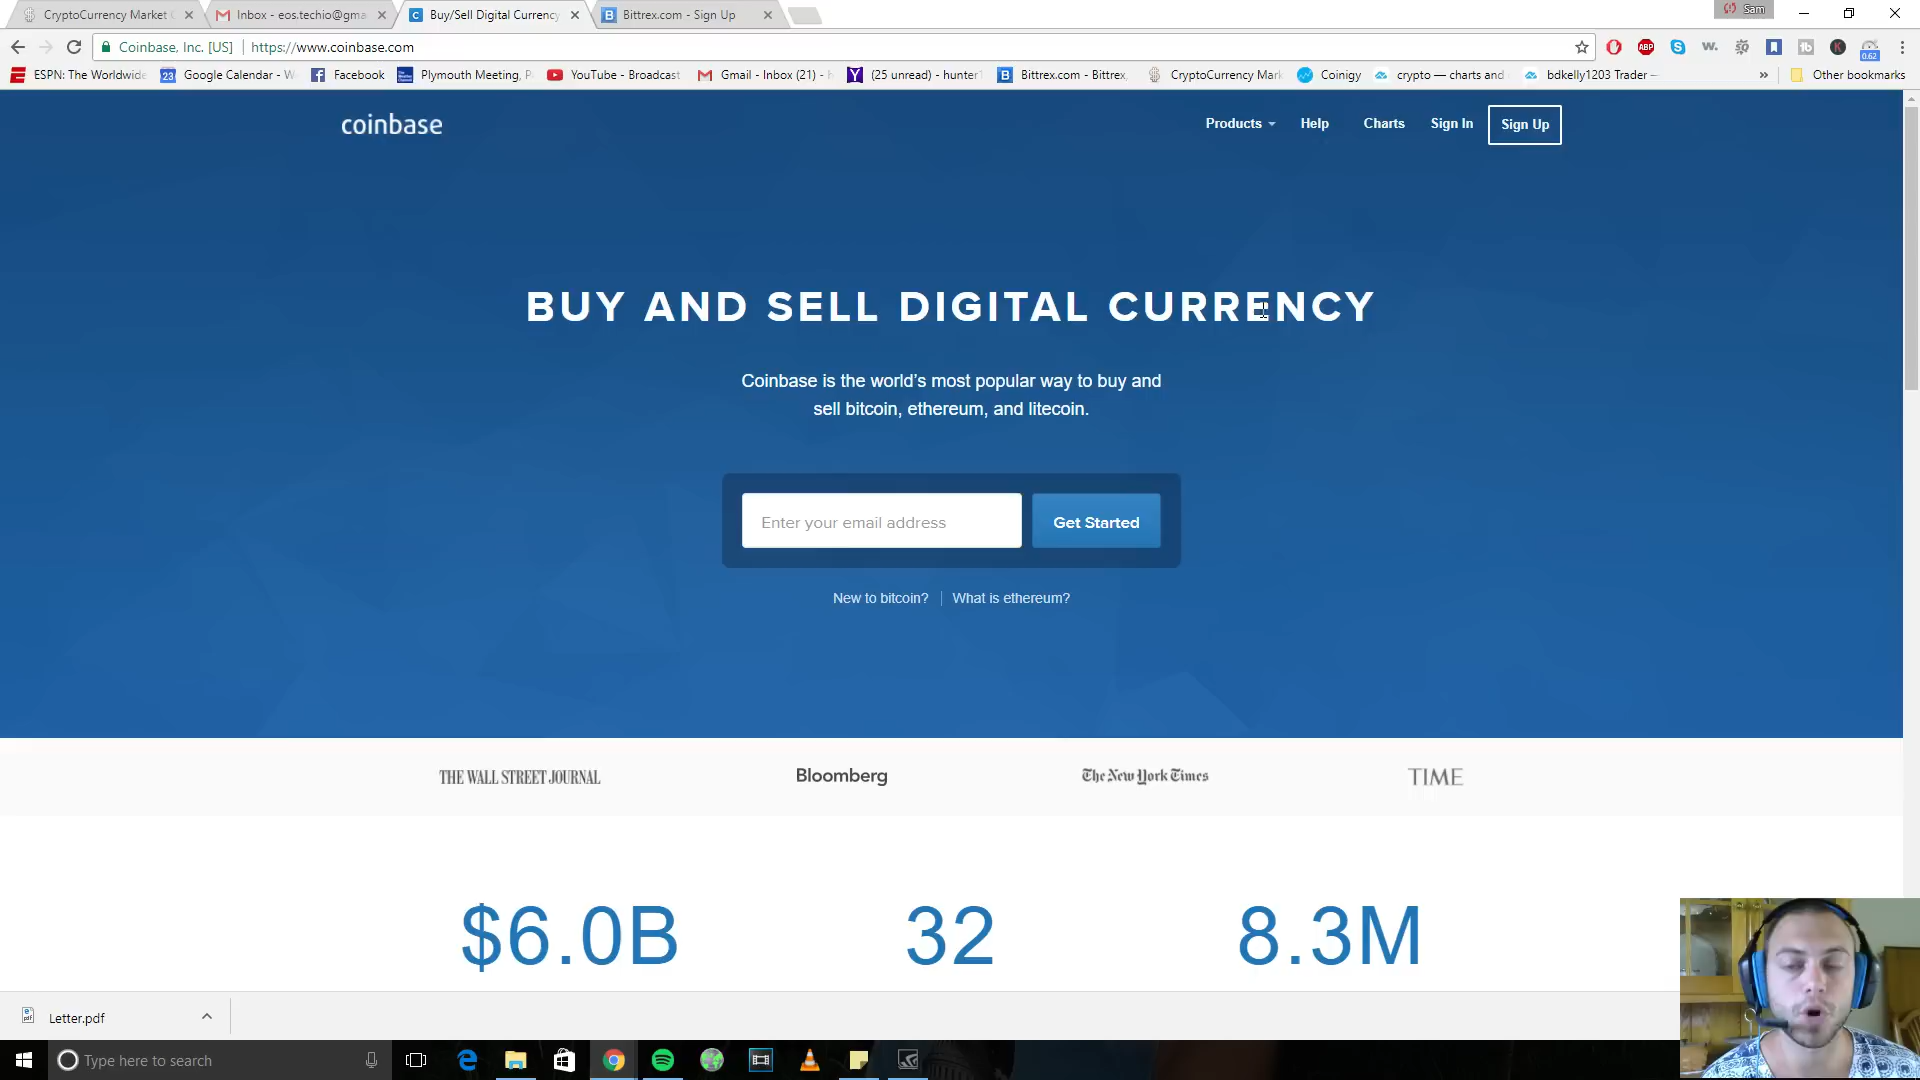 CryptoCurrency Market C
Inbox - eos.techio@gma
Buy/Sell Digital Currency
Bittrex.com - Sign Up
Sam
Coinbase, Inc. [US]
https://www.coinbase.com
ESPN: The Worldwide
Google Calendar - W
Facebook
Plymouth Meeting, P
YouTube - Broadcast
Gmail - Inbox (21) - h
(25 unread) - hunter1
Bittrex.com - Bittrex,
CryptoCurrency Mark
Coinigy
crypto — charts and
bdkelly1203 Trader —
Other bookmarks
coinbase
Products
Help
Charts
Sign In
Sign Up
BUY AND SELL DIGITAL CURRENCY
Coinbase is the world's most popular way to buy and
sell bitcoin, ethereum, and litecoin.
Enter your email address
Get Started
New to bitcoin?
What is ethereum?
THE WALL STREET JOURNAL
Bloomberg
The New York Times
TIME
$6.0B
32
8.3M
Letter.pdf
Type here to search